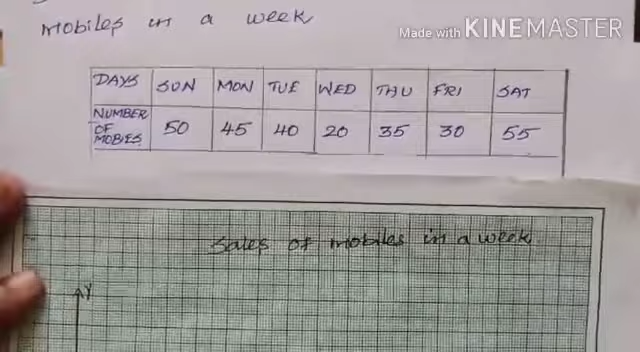 mobiles in a week
Made with KINEMASTER
DAYS SUN MON TUE WED THU FRI SAT
NUMBER OF MOBIES 50 45 40 20 35 30 55
Sales of mobiles in a week
Y